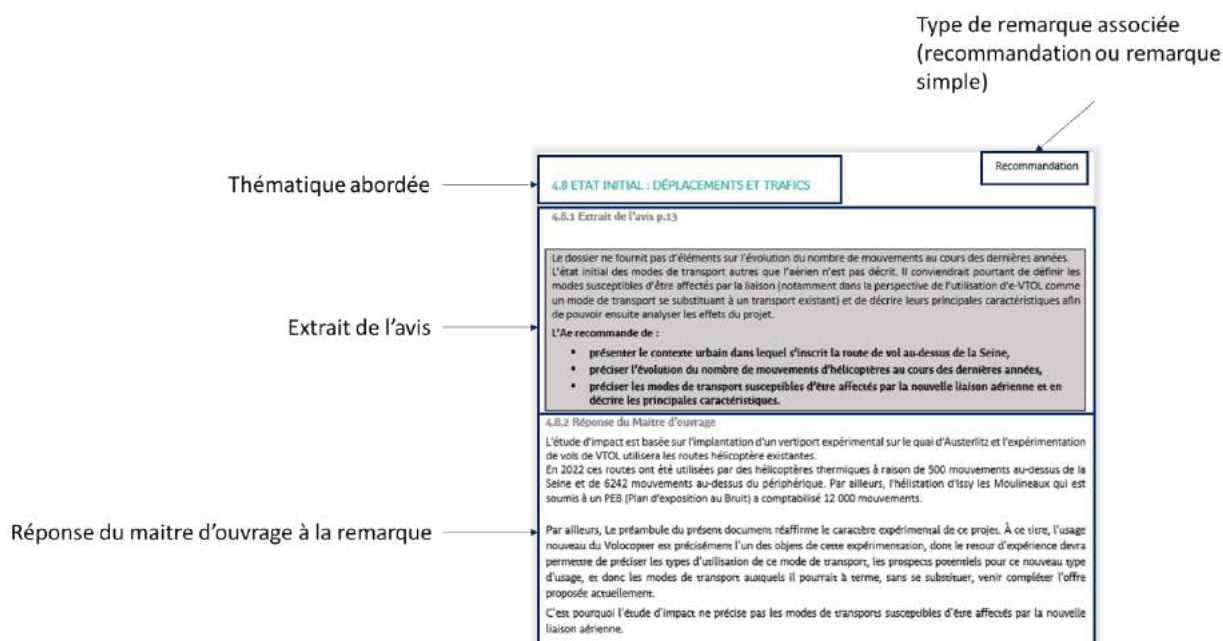 Type de remarque associée
(recommandation ou remarque
simple)
Recommandation
Thématique abordée
4.8 ETAT INITIAL : DÉPLACEMENTS ET TRAFICS
4.8.1 Extrait de l'avis p.13
Le dossier ne fournit pas d'éléments sur l'évolution du nombre de mouvements au cours des dernières années.
L'état initial des modes de transport autres que l'aérien n'est pas décrit. Il conviendrait pourtant de définir les
modes susceptibles d'être affectés par la liaison (notamment dans la perspective de l'utilisation d'e-VTOL comme
un mode de transport se substituant à un transport existant) et de décrire leurs principales caractéristiques afin
de pouvoir ensuite analyser les effets du projet.
Extrait de l'avis
L'Ae recommande de :
▪ présenter le contexte urbain dans lequel s'inscrit la route de vol au-dessus de la Seine,
▪ préciser l'évolution du nombre de mouvements d'hélicoptères au cours des dernières années,
▪ préciser les modes de transport susceptibles d'être affectés par la nouvelle liaison aérienne et en
décrire les principales caractéristiques.
4.8.2 Réponse du Maitre d'ouvrage
L'étude d'impact est basée sur l'implantation d'un vertiport expérimental sur le quai d'Austerlitz et l'expérimentation
de vols de VTOL utilisera les routes hélicoptère existantes.
En 2022 ces routes ont été utilisées par des hélicoptères thermiques à raison de 500 mouvements au-dessus de la
Seine et de 6242 mouvements au-dessus du périphérique. Par ailleurs, l'hélistation d'Issy les Moulineaux qui est
soumis à un PEB (Plan d'exposition au Bruit) a comptabilisé 12 000 mouvements.
Réponse du maitre d'ouvrage à la remarque
Par ailleurs, Le préambule du présent document réaffirme le caractère expérimental de ce projet. À ce titre, l'usage
nouveau du Volocopter est précisément l'un des objets de cette expérimentation, dont le retour d'expérience devra
permettre de préciser les types d'utilisation de ce mode de transport, les prospects potentiels pour ce nouveau type
d'usage, et donc les modes de transport auxquels il pourrait à terme, sans se substituer, venir compléter l'offre
proposée actuellement.
C'est pourquoi l'étude d'impact ne précise pas les modes de transports susceptibles d'être affectés par la nouvelle
liaison aérienne.